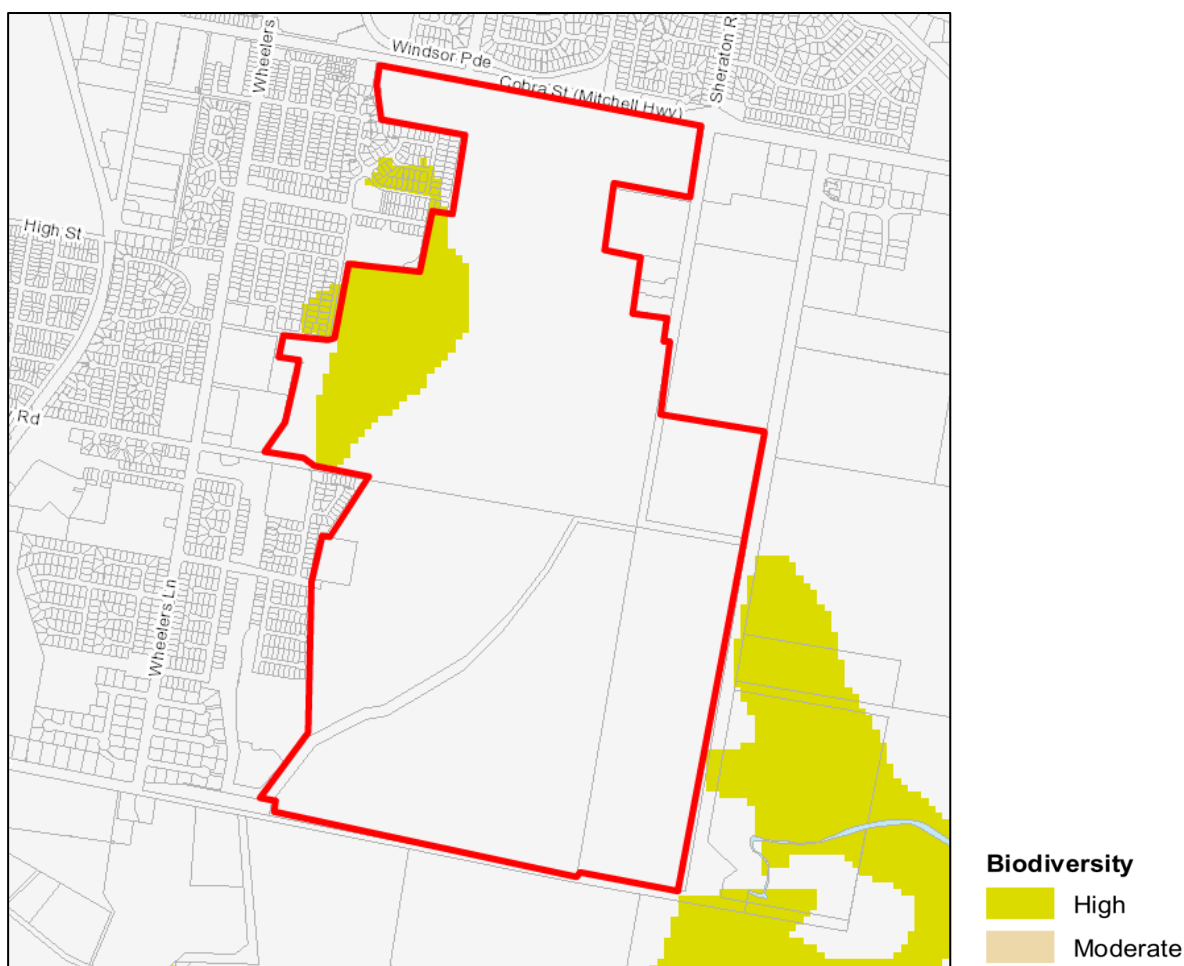 Windsor Pde
Wheelers
Sheraton R
Cobra St (Mitchell Hwy)
High St
Rd
Wheelers Ln
Biodiversity
High
Moderate